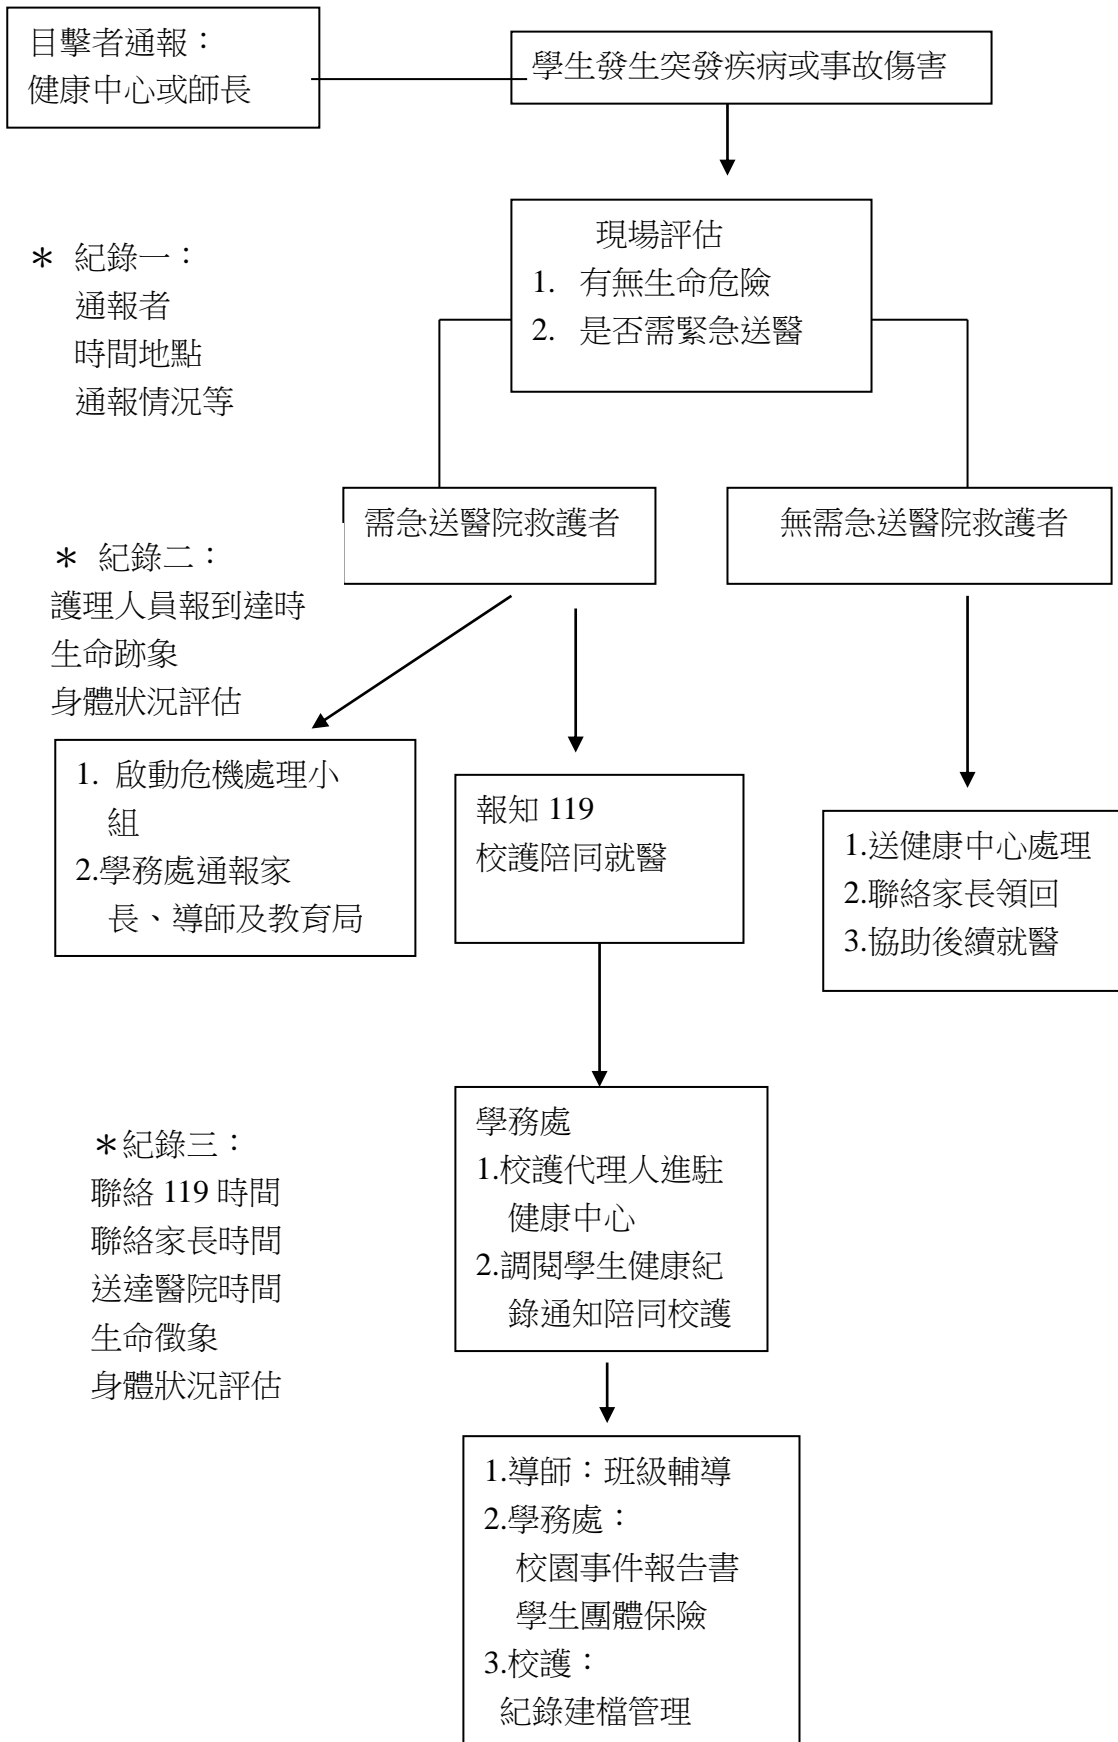 目擊者通報：
健康中心或師長
學生發生突發疾病或事故傷害
現場評估
1. 有無生命危險
2. 是否需緊急送醫
＊ 紀錄一：
通報者
時間地點
通報情況等
需急送醫院救護者
無需急送醫院救護者
＊ 紀錄二：
護理人員報到達時
生命跡象
身體狀況評估
1. 啟動危機處理小
組
2.學務處通報家
長、導師及教育局
報知 119
校護陪同就醫
1.送健康中心處理
2.聯絡家長領回
3.協助後續就醫
＊紀錄三：
聯絡 119 時間
聯絡家長時間
送達醫院時間
生命徵象
身體狀況評估
學務處
1.校護代理人進駐
健康中心
2.調閱學生健康紀
錄通知陪同校護
1.導師：班級輔導
2.學務處：
校園事件報告書
學生團體保險
3.校護：
紀錄建檔管理